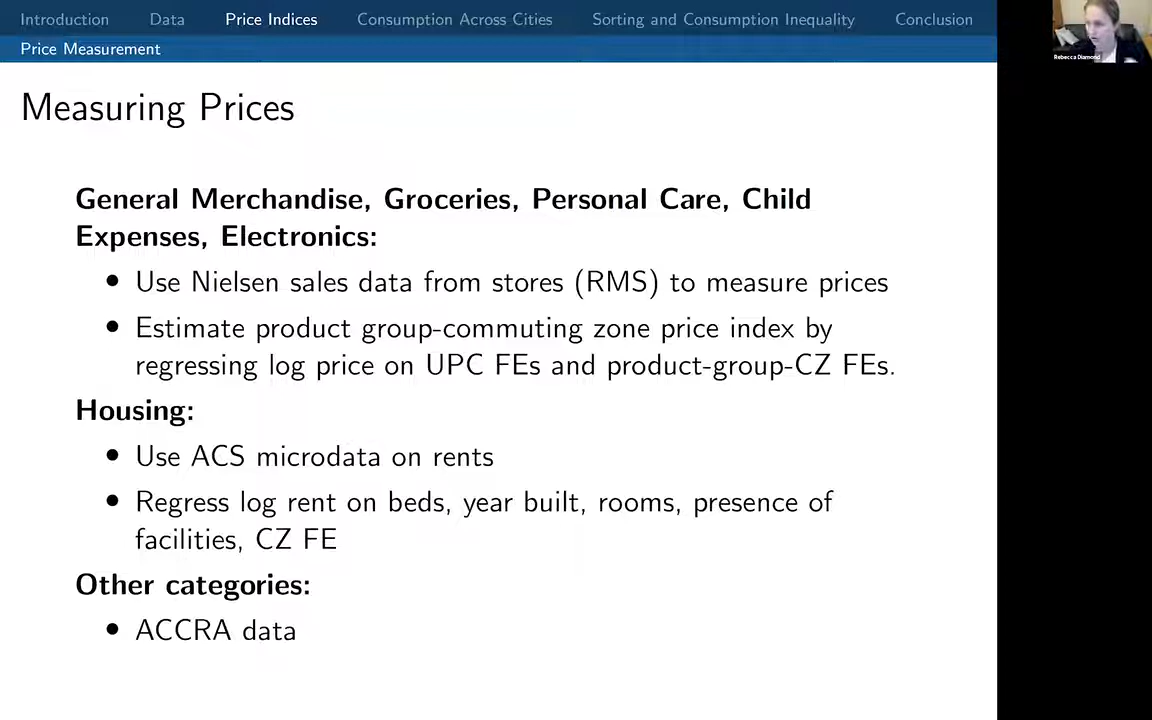 Introduction Data Price Indices Consumption Across Cities Sorting and Consumption Inequality Conclusion
Price Measurement
Rebecca Diamond
Measuring Prices
General Merchandise, Groceries, Personal Care, Child
Expenses, Electronics:
• Use Nielsen sales data from stores (RMS) to measure prices
• Estimate product group-commuting zone price index by
regressing log price on UPC FEs and product-group-CZ FEs.
Housing:
• Use ACS microdata on rents
• Regress log rent on beds, year built, rooms, presence of
facilities, CZ FE
Other categories:
• ACCRA data